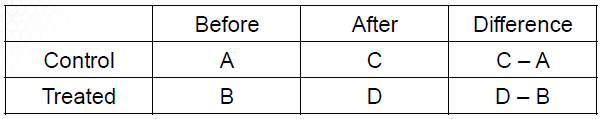 Before After Difference
Control A C C – A
Treated B D D – B